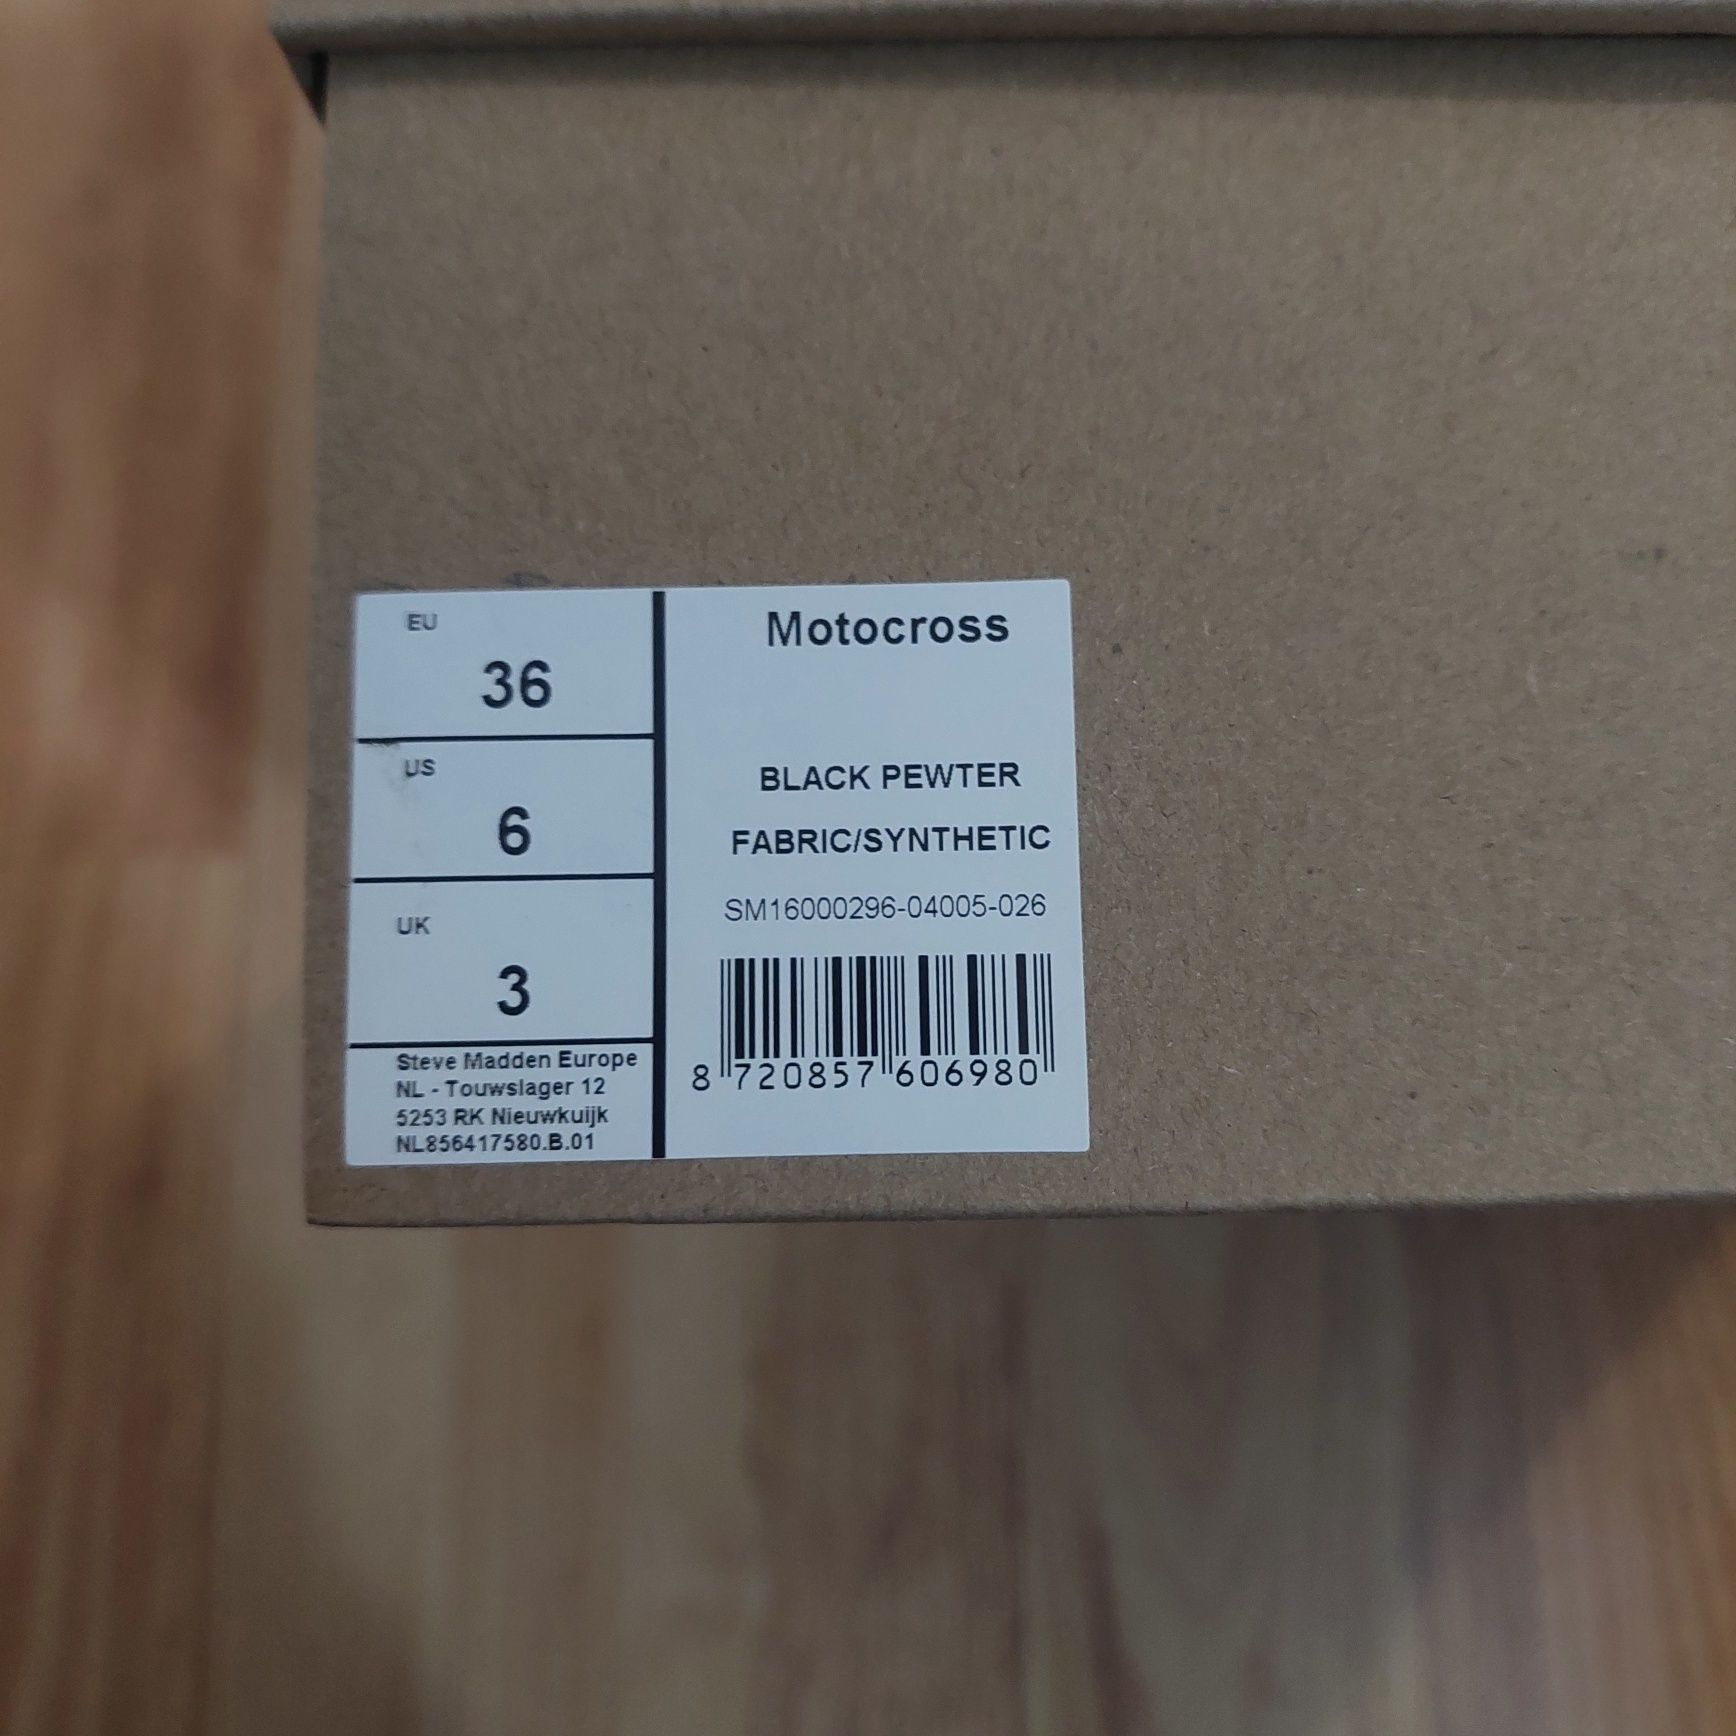 EU
36
US
6
UK
3
Steve Madden Europe
NL - Touwslager 12
5253 RK Nieuwkuijk
NL856417580.B.01
Motocross
BLACK PEWTER
FABRIC/SYNTHETIC
SM16000296-04005-026
8 720857 606980